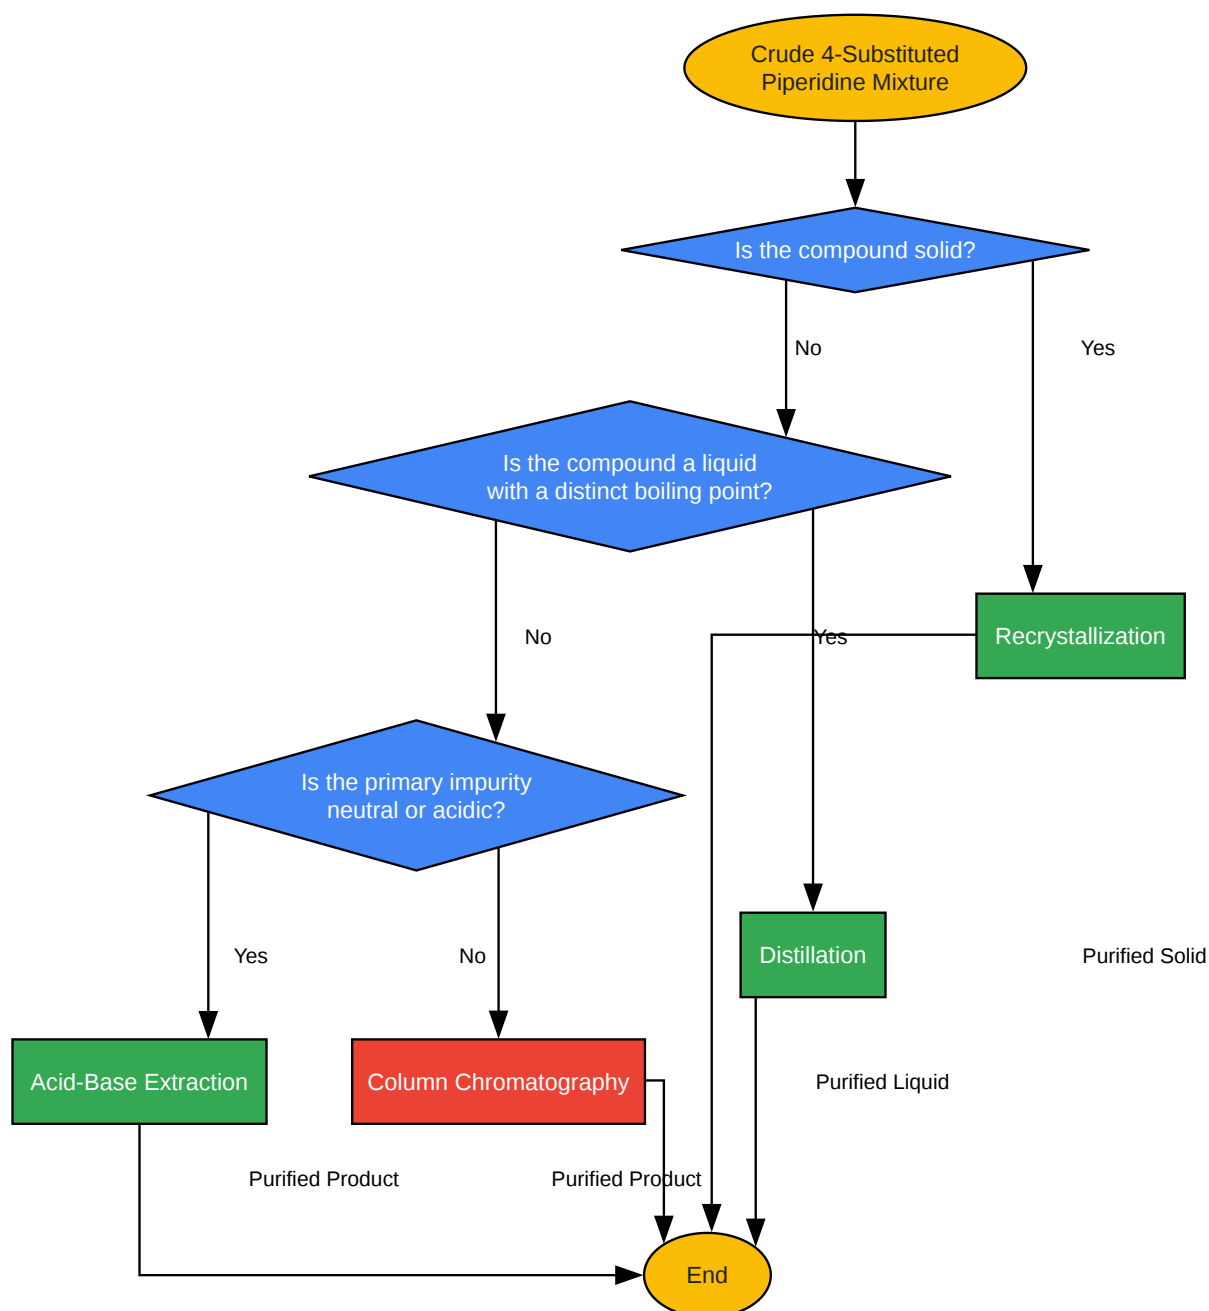 Crude 4-Substituted
Piperidine Mixture
Is the compound solid?
No
Yes
Is the compound a liquid
with a distinct boiling point?
No
Yes
Recrystallization
Is the primary impurity
neutral or acidic?
Yes
No
Distillation
Purified Solid
Acid-Base Extraction
Column Chromatography
Purified Liquid
Purified Product
Purified Product
End